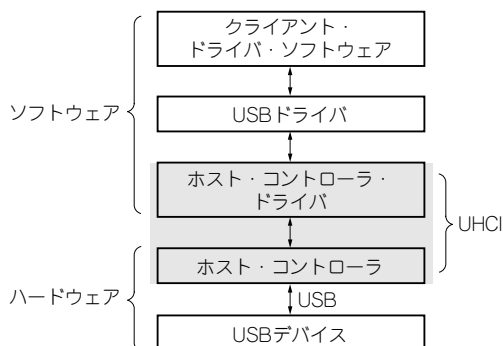 クライアント・
ドライバ・ソフトウェア
ソフトウェア
USBドライバ
ホスト・コントローラ・
ドライバ
UHCI
ホスト・コントローラ
ハードウェア
USB
USBデバイス